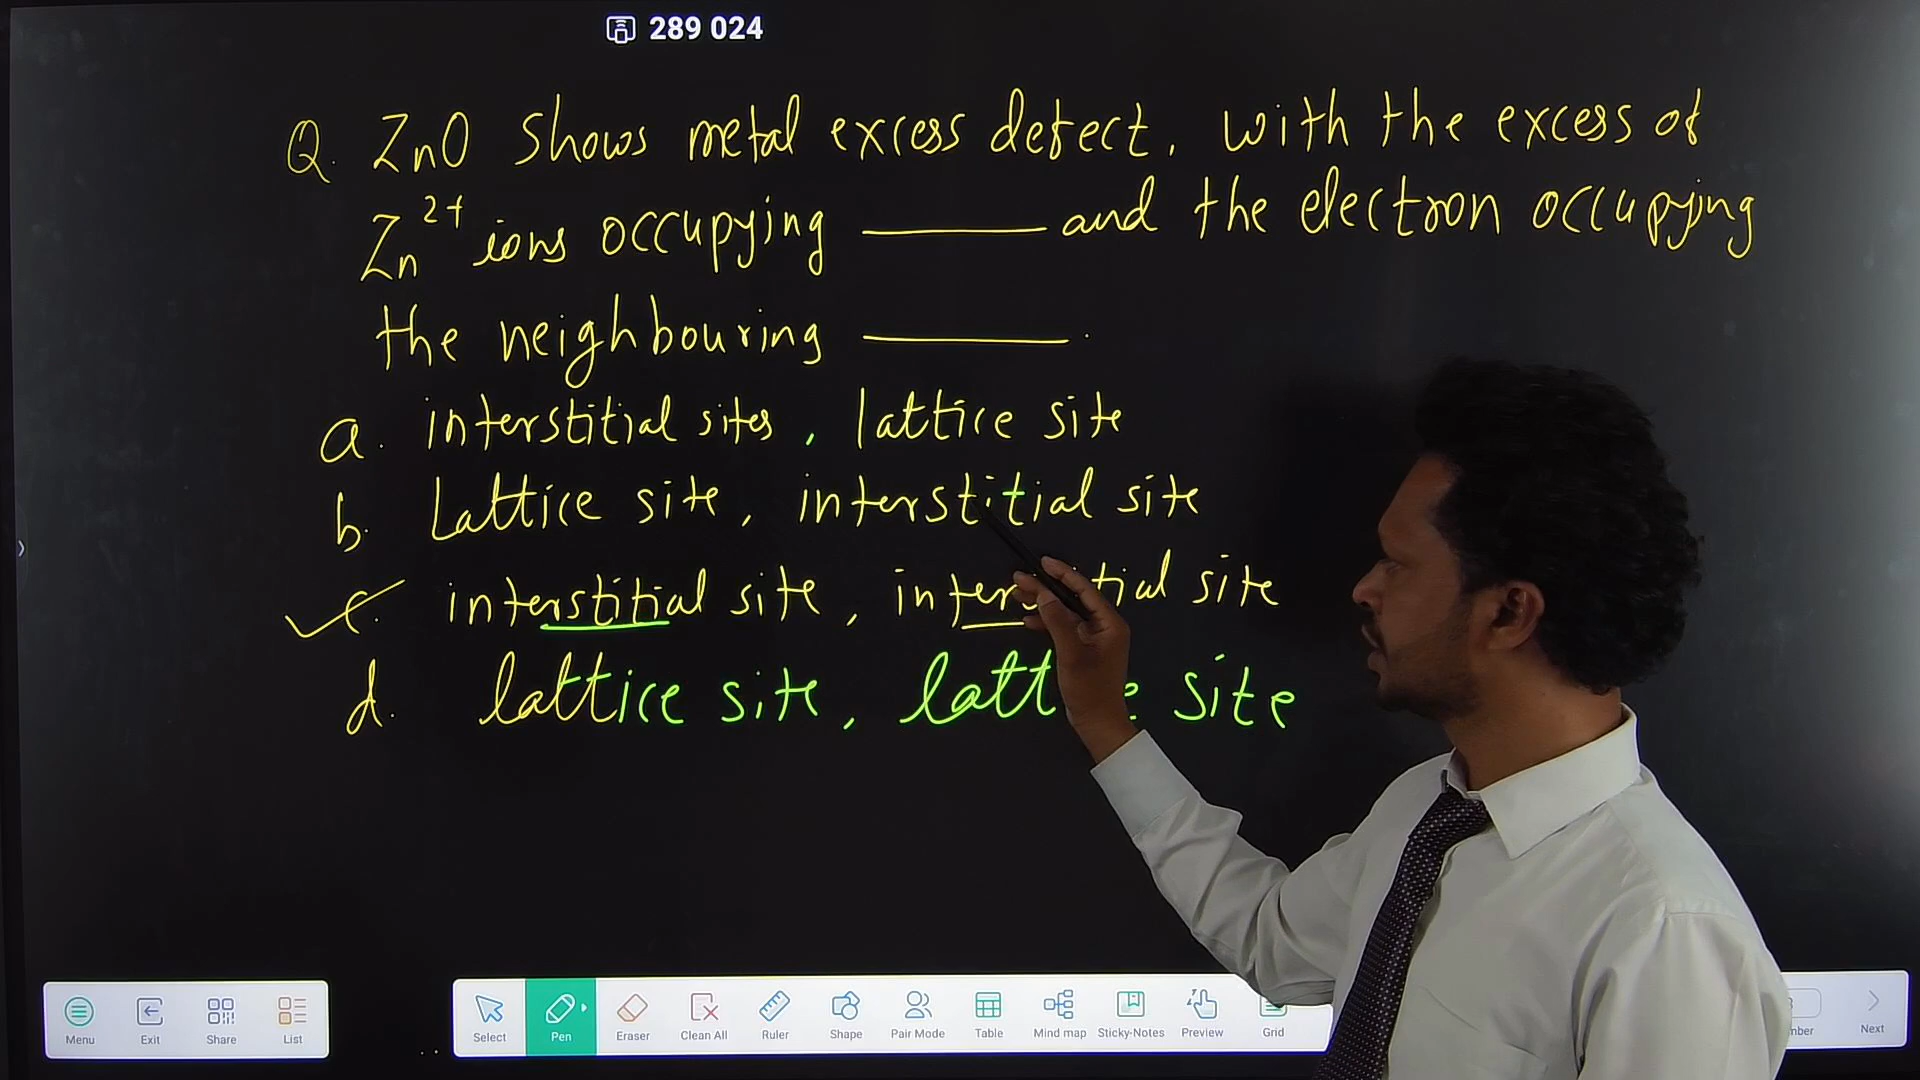 289 024
Q. ZnO shows metal excess defect, with the excess of
Zn2+ ions occupying ——— and the electron occupying
the neighbouring ———.
a. interstitial sites, lattice site
b. Lattice site, interstitial site
c. interstitial site, inter tial site
d. lattice site, latt e site
Menu Exit Share List Select Pen Eraser Clean All Ruler Shape Pair Mode Table Mind map Sticky-Notes Preview Grid Next